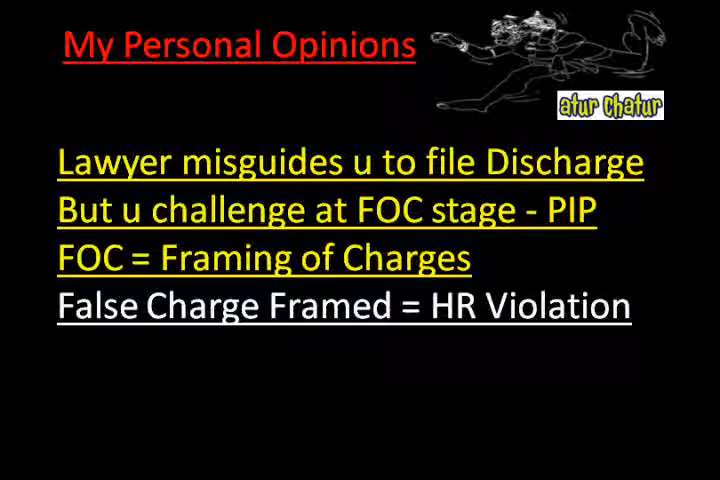 My Personal Opinions
atur chatur
Lawyer misguides u to file Discharge
But u challenge at FOC stage - PIP
FOC = Framing of Charges
False Charge Framed = HR Violation